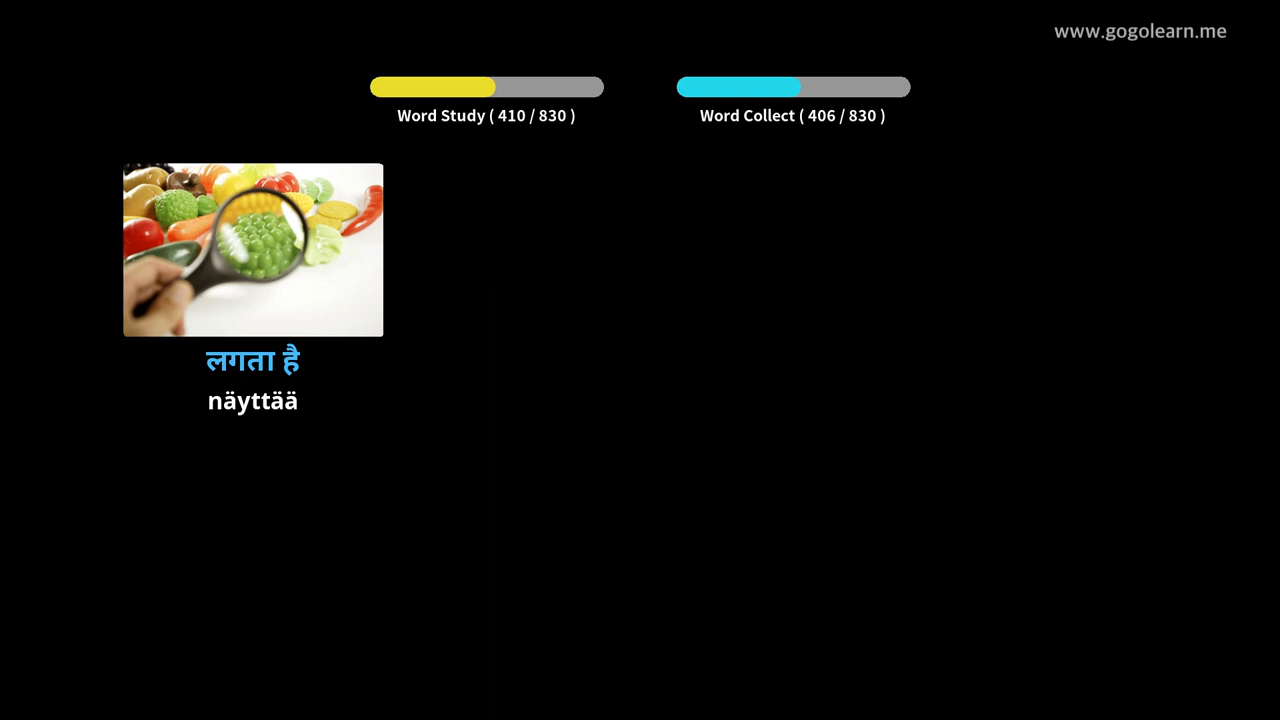 www.gogolearn.me
Word Study ( 410 / 830 )
Word Collect ( 406 / 830 )
लगता है
näyttää